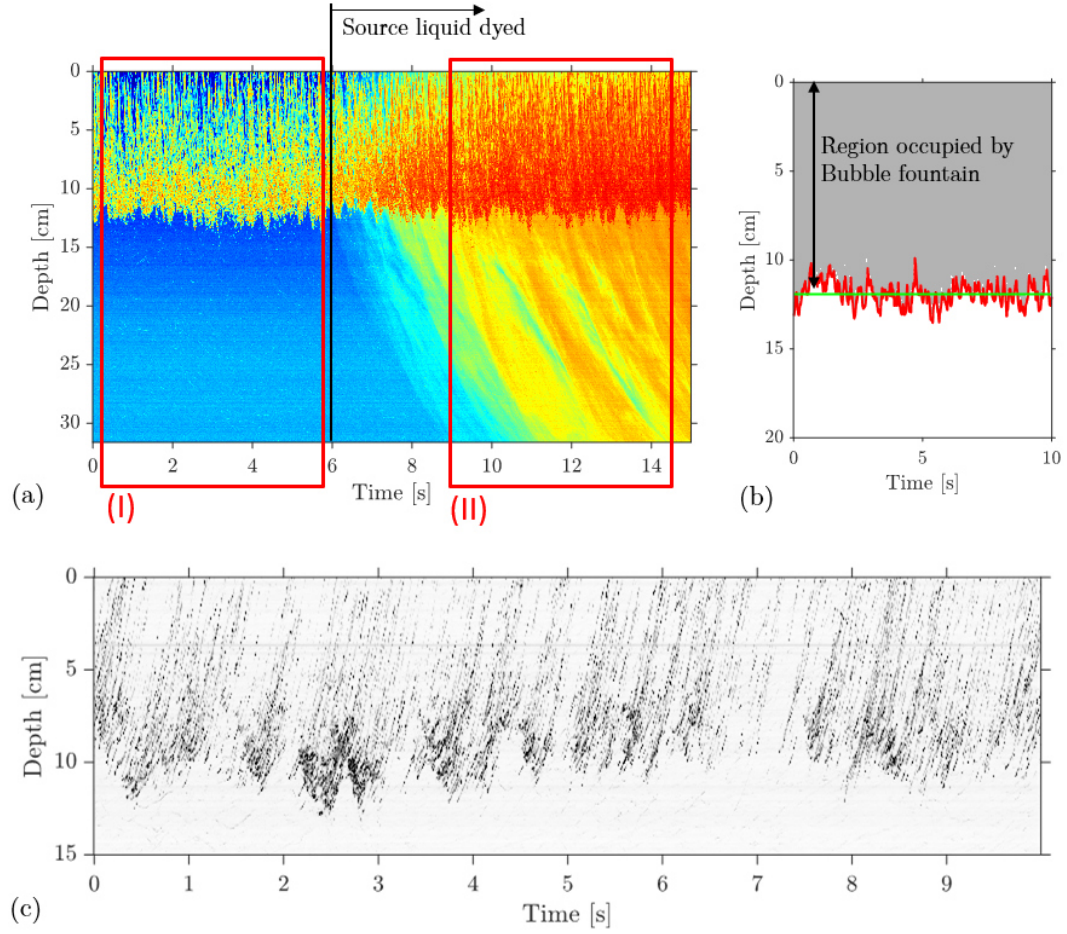 Source liquid dyed
0
5
10
15
20
25
30
Depth [cm]
0 2 4 6 8 10 12 14
Time [s]
(a)
(I)
(II)
0
5
10
15
20
Depth [cm]
Region occupied by
Bubble fountain
0 5 10
Time [s]
(b)
0
5
10
15
Depth [cm]
0 1 2 3 4 5 6 7 8 9
Time [s]
(c)